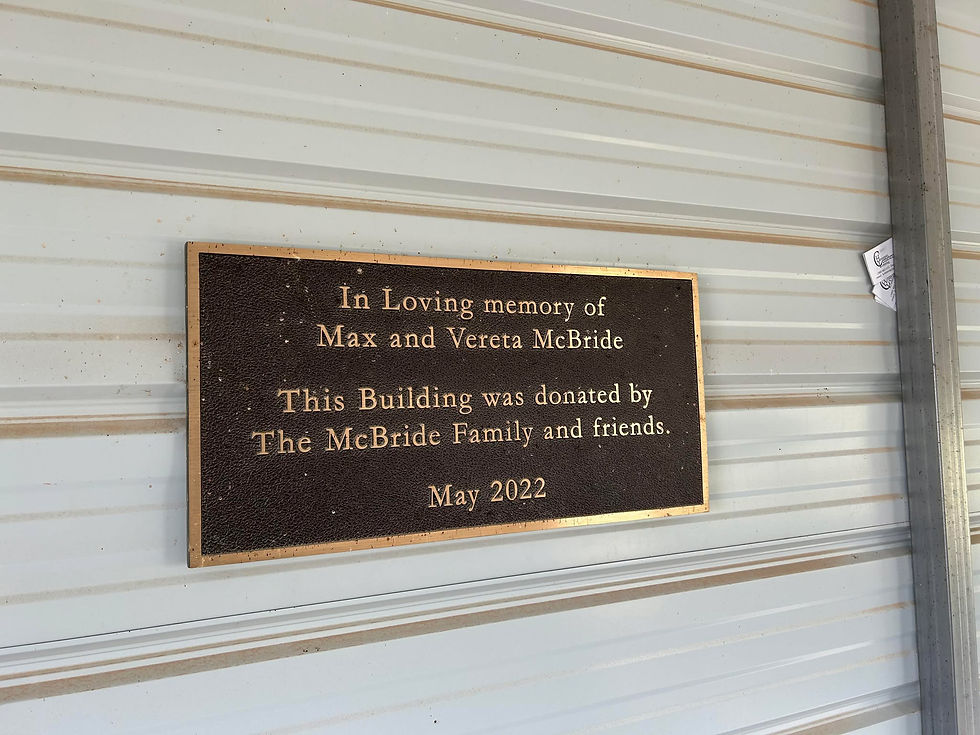 In Loving memory of
Max and Vereta McBride
This Building was donated by
The McBride Family and friends.
May 2022